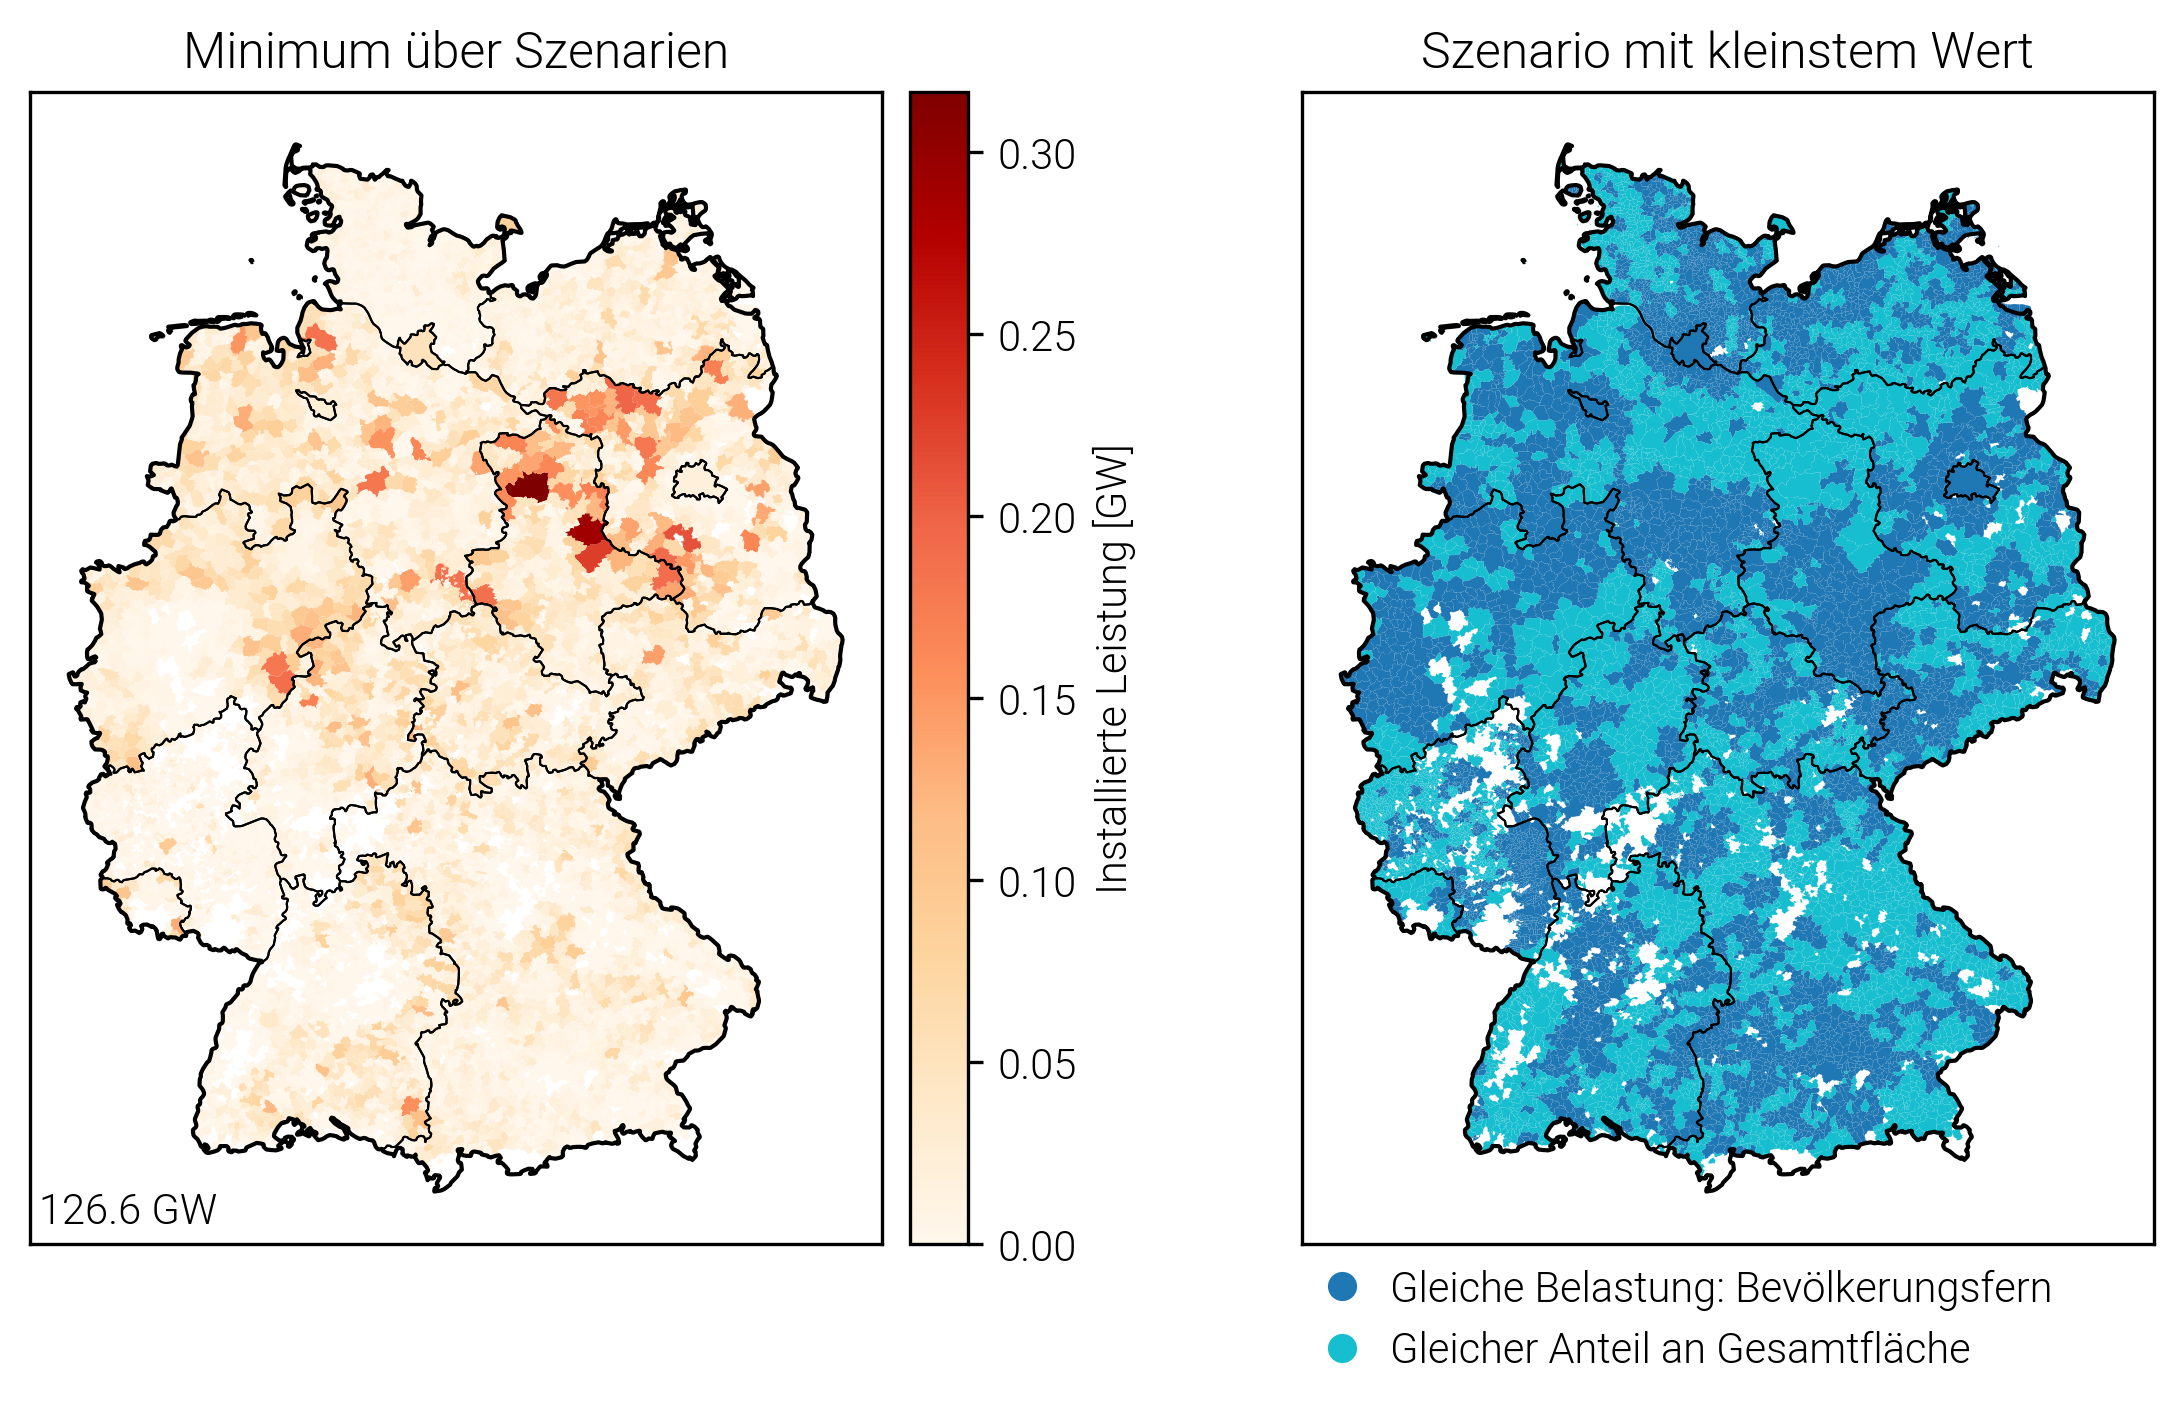 Minimum über Szenarien
126.6 GW
0.30
0.25
0.20
0.15
0.10
0.05
0.00
Installierte Leistung [GW]
Szenario mit kleinstem Wert
Gleiche Belastung: Bevölkerungsfern
Gleicher Anteil an Gesamtfläche